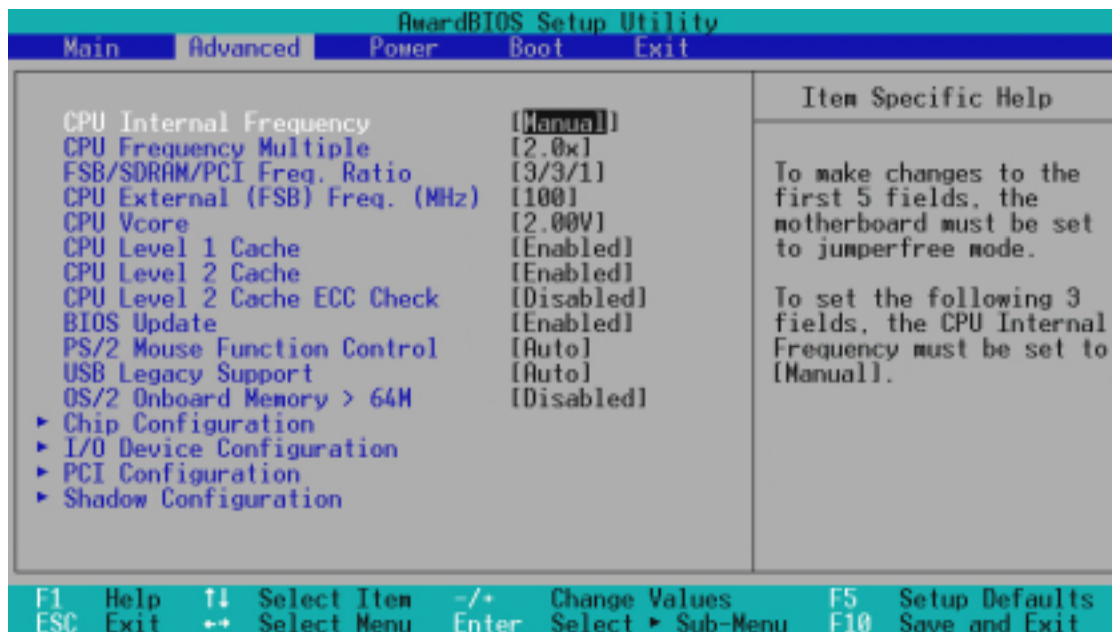 AwardBIOS Setup Utility
Main Advanced Power Boot Exit
CPU Internal Frequency [Manual]
CPU Frequency Multiple [2.0x]
FSB/SDRAM/PCI Freq. Ratio [3/3/1]
CPU External (FSB) Freq. (MHz) [100]
CPU Vcore [2.00V]
CPU Level 1 Cache [Enabled]
CPU Level 2 Cache [Enabled]
CPU Level 2 Cache ECC Check [Disabled]
BIOS Update [Enabled]
PS/2 Mouse Function Control [Auto]
USB Legacy Support [Auto]
OS/2 Onboard Memory > 64M [Disabled]
▸ Chip Configuration
▸ I/O Device Configuration
▸ PCI Configuration
▸ Shadow Configuration
Item Specific Help
To make changes to the
first 5 fields, the
motherboard must be set
to jumperfree mode.
To set the following 3
fields, the CPU Internal
Frequency must be set to
[Manual].
F1 Help ↑↓ Select Item -/+ Change Values F5 Setup Defaults
ESC Exit ←→ Select Menu Enter Select ▸ Sub-Menu F10 Save and Exit